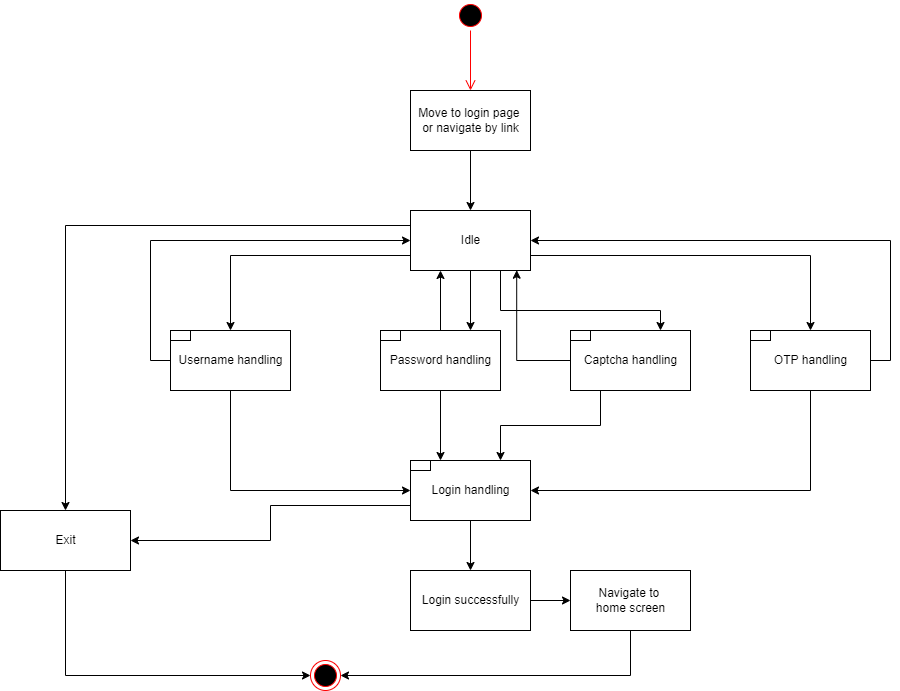 Move to login page
or navigate by link
Idle
Username handling
Password handling
Captcha handling
OTP handling
Login handling
Exit
Login successfully
Navigate to
home screen